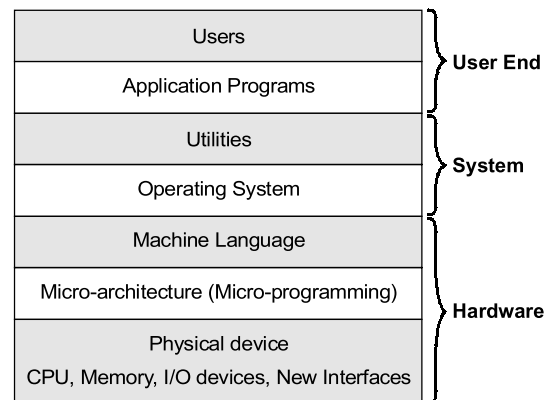 Users
Application Programs
User End
Utilities
Operating System
System
Machine Language
Micro-architecture (Micro-programming)
Physical device
CPU, Memory, I/O devices, New Interfaces
Hardware